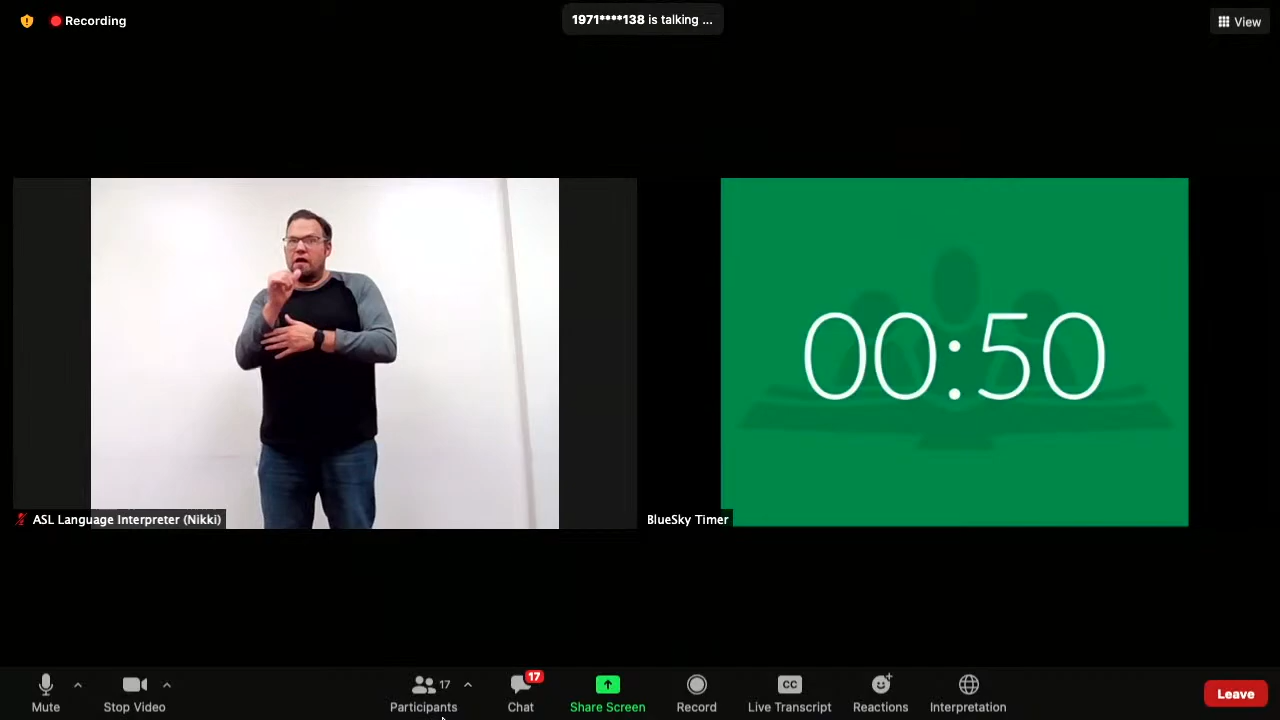 Recording
1971****138 is talking ...
View
00:50
ASL Language Interpreter (Nikki)
BlueSky Timer
Mute
Stop Video
17
Participants
17
Chat
Share Screen
Record
CC
Live Transcript
Reactions
Interpretation
Leave